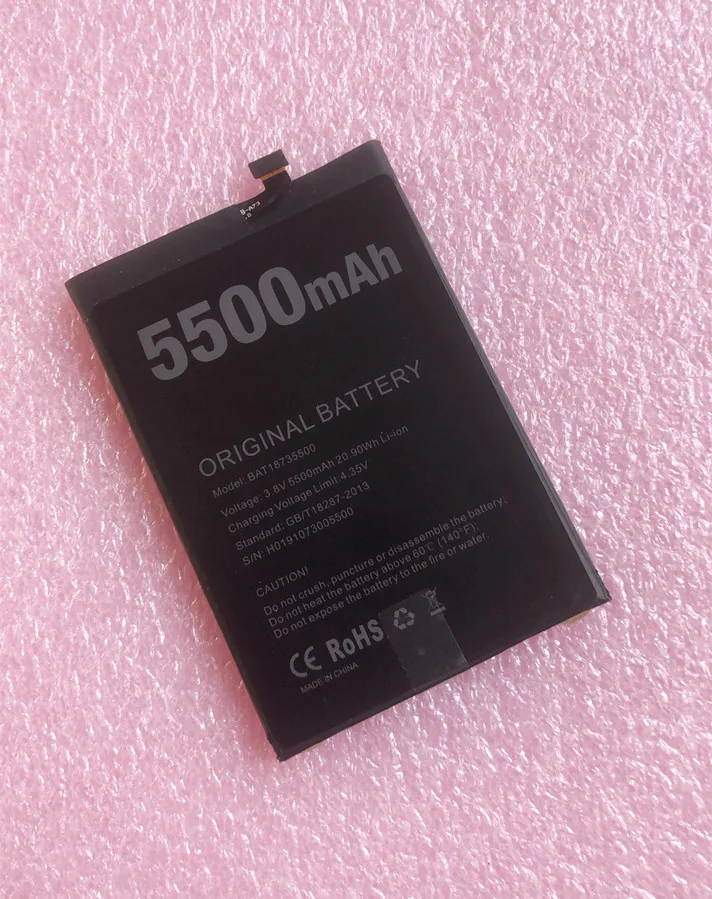 B-A73
.0
5500mAh
ORIGINAL BATTERY
Model: BAT18735500
Voltage: 3.8V 5500mAh 20.90Wh Li-ion
Charging Voltage Limit:4.35V
Standard: GB/T18287-2013
S/N: H0191073005500
CAUTION!
Do not crush, puncture or disassemble the battery.
Do not heat the battery above 60℃ (140℉).
Do not expose the battery to the fire or water.
CE RoHS
MADE IN CHINA